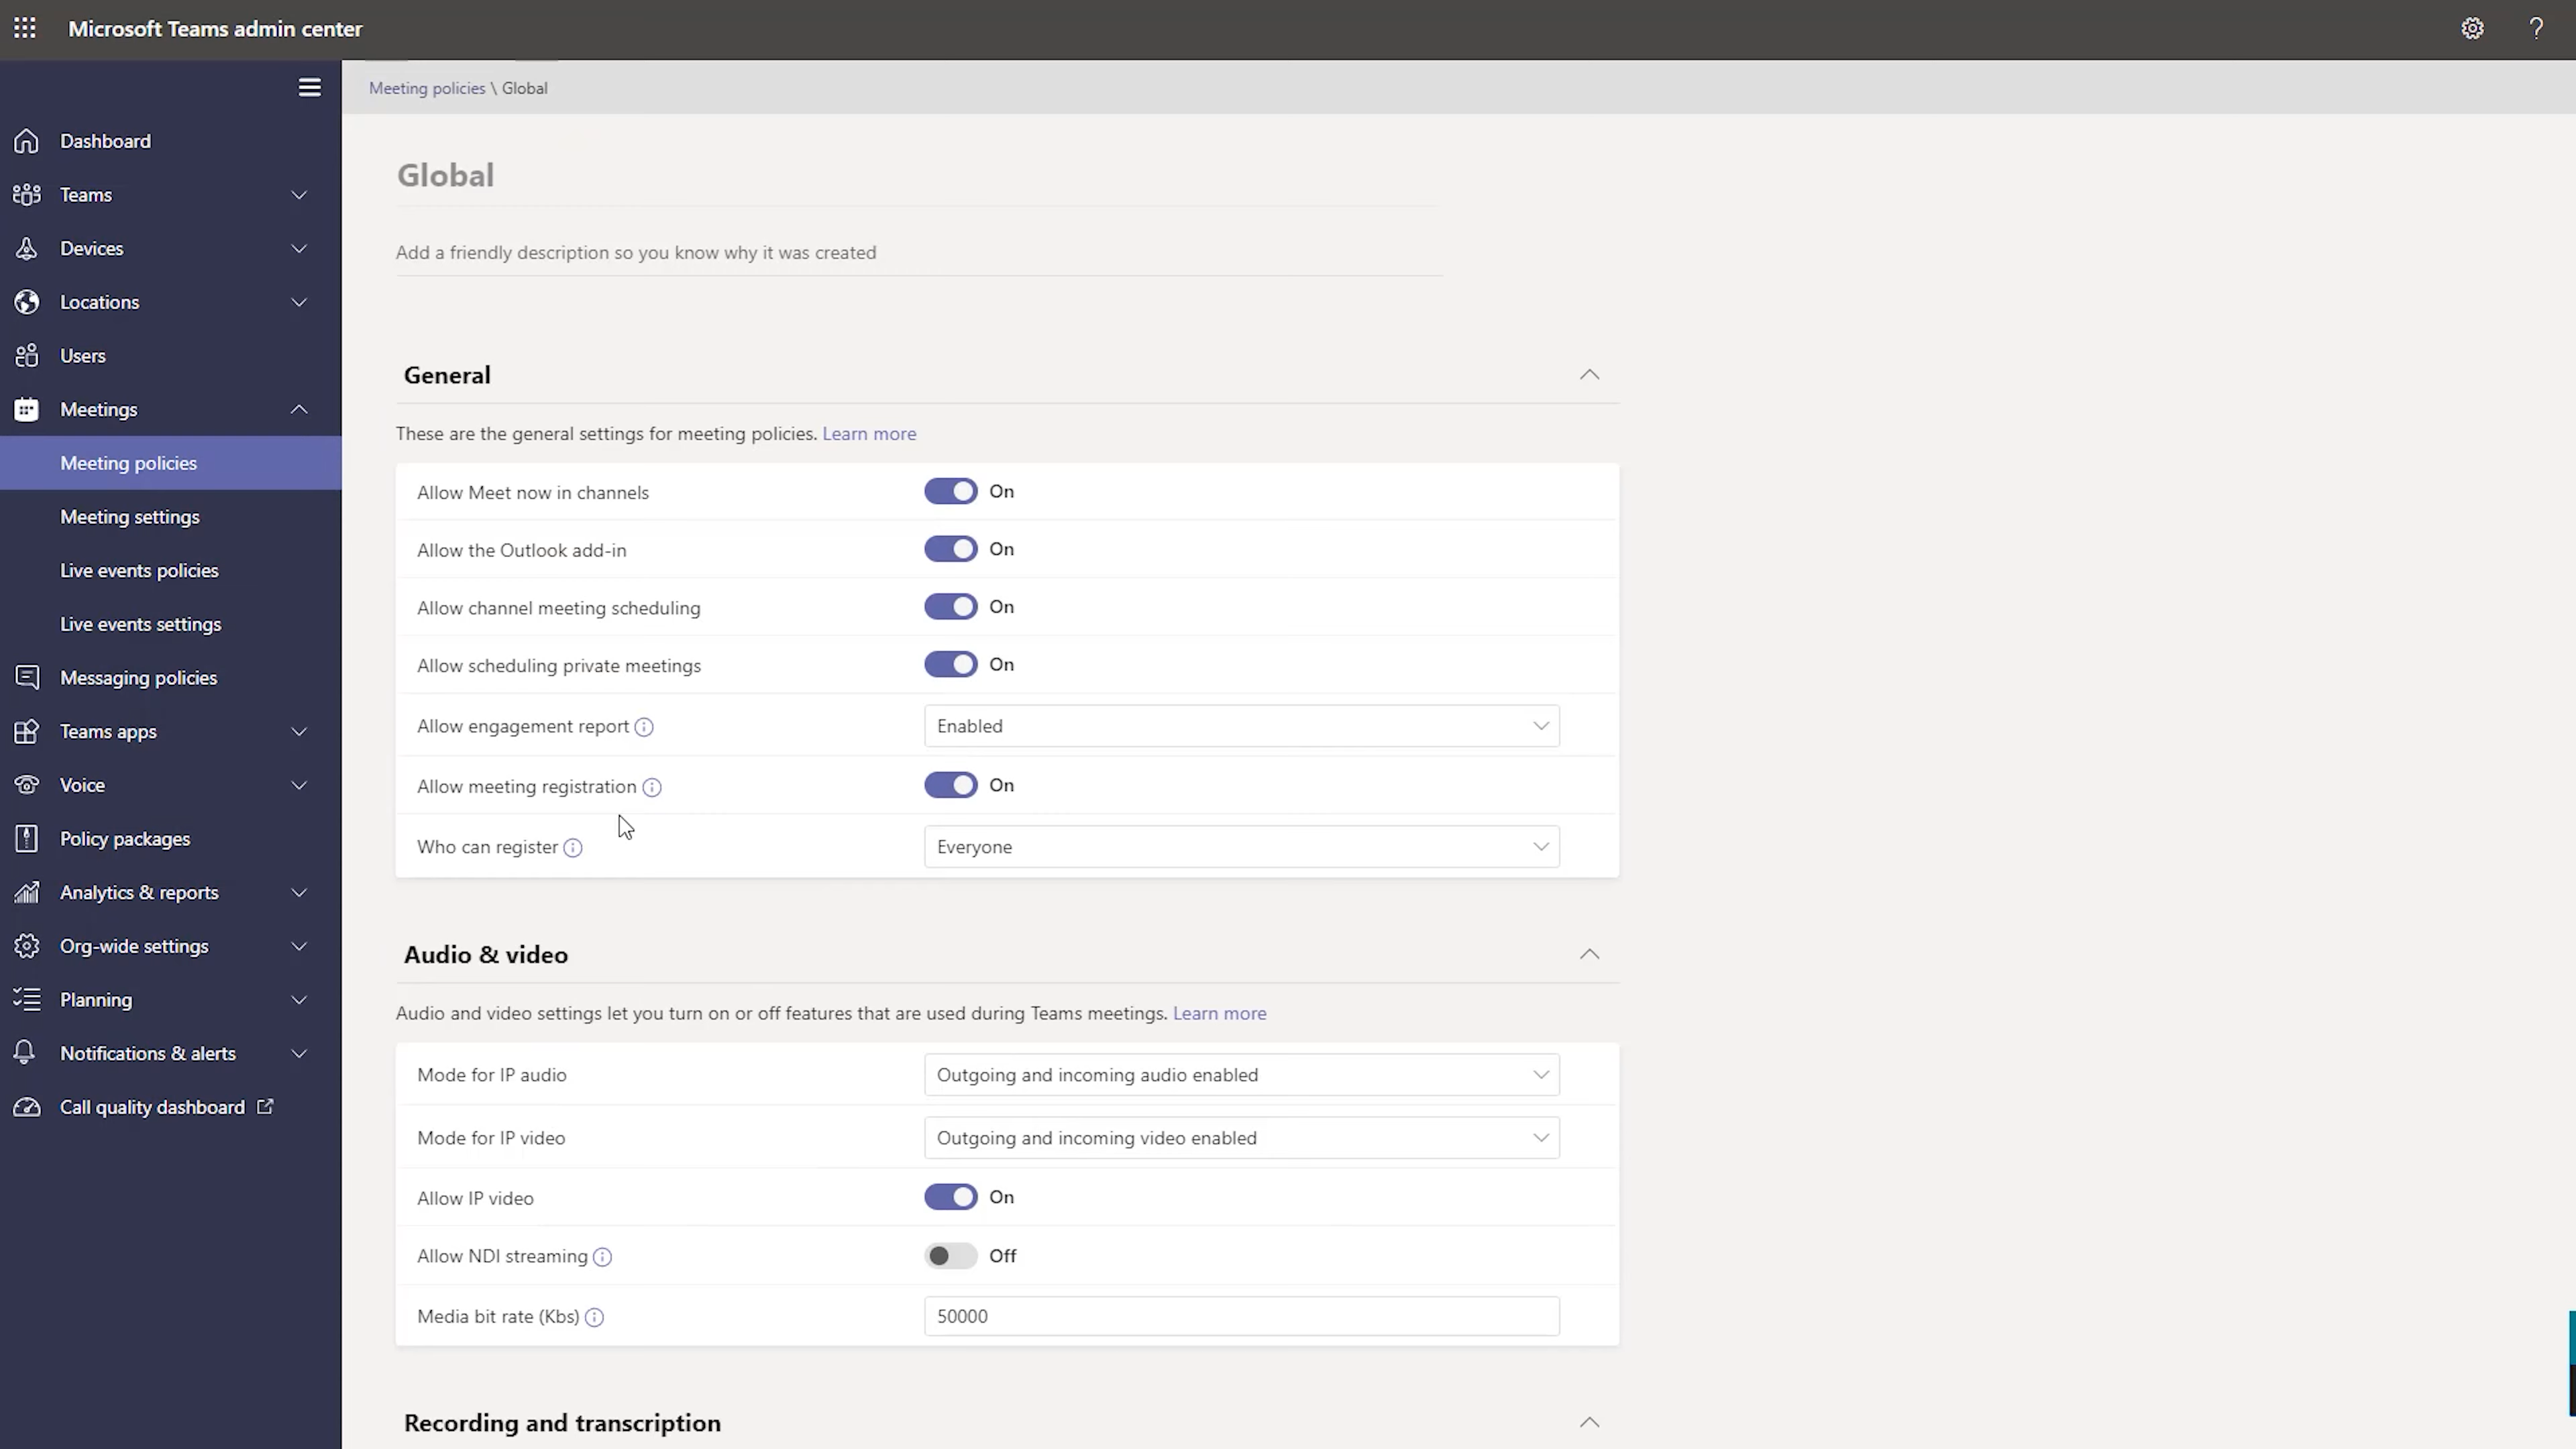 Microsoft Teams admin center
Dashboard
Teams
Devices
Locations
Users
Meetings
Meeting policies
Meeting settings
Live events policies
Live events settings
Messaging policies
Teams apps
Voice
Policy packages
Analytics & reports
Org-wide settings
Planning
Notifications & alerts
Call quality dashboard
Meeting policies \ Global
Global
Add a friendly description so you know why it was created
General
These are the general settings for meeting policies. Learn more
Allow Meet now in channels On
Allow the Outlook add-in On
Allow channel meeting scheduling On
Allow scheduling private meetings On
Allow engagement report Enabled
Allow meeting registration On
Who can register Everyone
Audio & video
Audio and video settings let you turn on or off features that are used during Teams meetings. Learn more
Mode for IP audio Outgoing and incoming audio enabled
Mode for IP video Outgoing and incoming video enabled
Allow IP video On
Allow NDI streaming Off
Media bit rate (Kbs) 50000
Recording and transcription